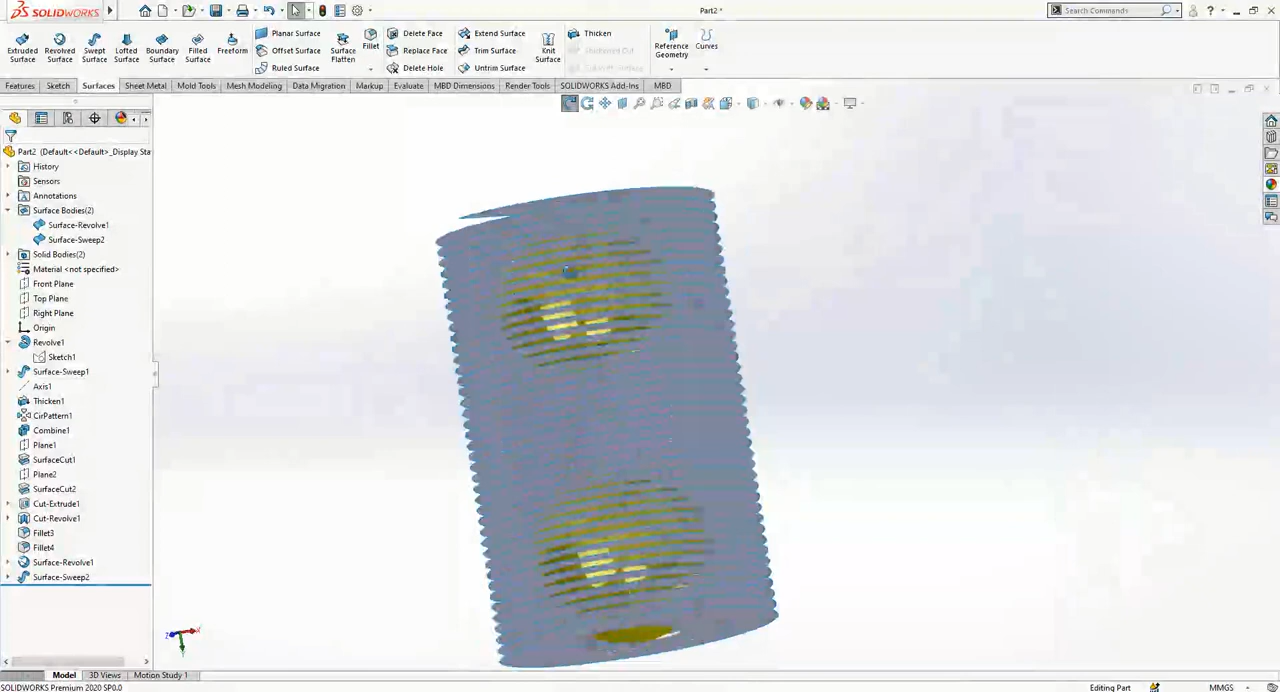 SOLIDWORKS
Part2 *
Search Commands
Extruded Surface
Revolved Surface
Swept Surface
Lofted Surface
Boundary Surface
Filled Surface
Freeform
Planar Surface
Offset Surface
Ruled Surface
Surface Flatten
Fillet
Delete Face
Replace Face
Delete Hole
Extend Surface
Trim Surface
Untrim Surface
Knit Surface
Thicken
Reference Geometry
Curves
Features
Sketch
Surfaces
Sheet Metal
Mold Tools
Mesh Modeling
Data Migration
Markup
Evaluate
MBD Dimensions
Render Tools
SOLIDWORKS Add-Ins
MBD
Part2 (Default<<Default>_Display Sta
History
Sensors
Annotations
Surface Bodies(2)
Surface-Revolve1
Surface-Sweep2
Solid Bodies(2)
Material <not specified>
Front Plane
Top Plane
Right Plane
Origin
Revolve1
Sketch1
Surface-Sweep1
Axis1
Thicken1
CirPattern1
Combine1
Plane1
SurfaceCut1
Plane2
SurfaceCut2
Cut-Extrude1
Cut-Revolve1
Fillet3
Fillet4
Surface-Revolve1
Surface-Sweep2
Z
X
Y
Model
3D Views
Motion Study 1
SOLIDWORKS Premium 2020 SP0.0
Editing Part
MMGS